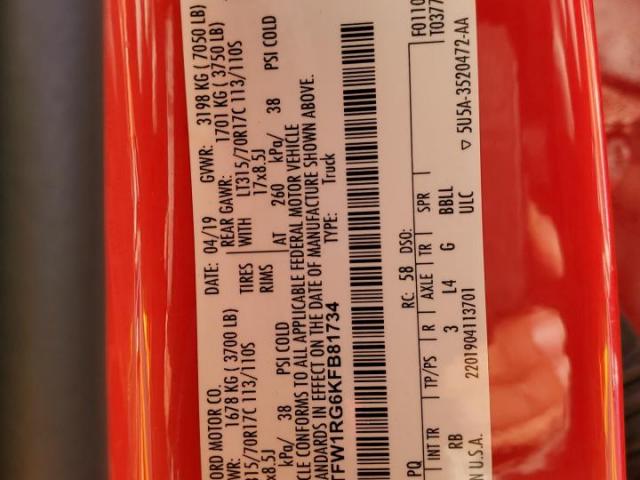 ORD MOTOR CO. DATE: 04/19 GVWR: 3198 KG ( 7050 LB)
WR: 1678 KG ( 3700 LB) REAR GAWR: 1701 KG ( 3750 LB)
315/70R17C 113/110S TIRES WITH LT315/70R17C 113/110S
x8.5J RIMS 17x8.5J
kPa/ 38 PSI COLD AT 260 kPa/ 38 PSI COLD
CLE CONFORMS TO ALL APPLICABLE FEDERAL MOTOR VEHICLE
ANDARDS IN EFFECT ON THE DATE OF MANUFACTURE SHOWN ABOVE.
TFW1RG6KFB81734 TYPE: Truck
F0110
T0377
PQ RC: 58 DSO:
INT TR TP/PS R AXLE TR SPR
RB 3 L4 G BBLL
N U.S.A. 2201904113701 ULC ▽ 5U5A-3520472-AA